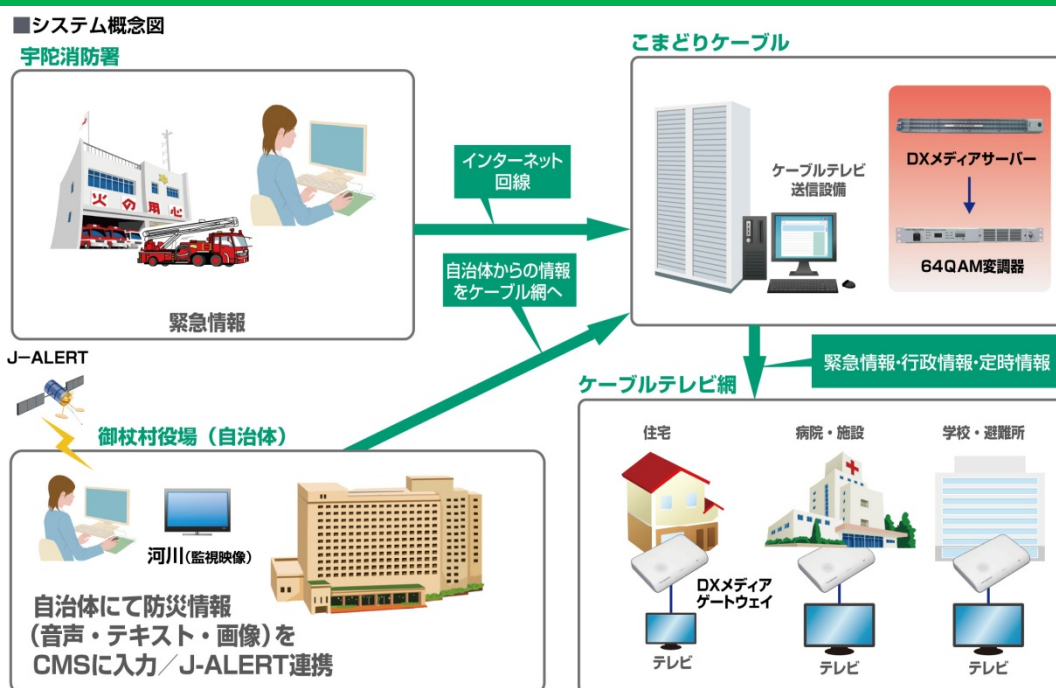 ■システム概念図
宇陀消防署
火の用心
緊急情報
インターネット
回線
自治体からの情報
をケーブル網へ
こまどりケーブル
ケーブルテレビ
送信設備
DXメディアサーバー
64QAM変調器
緊急情報・行政情報・定時情報
J-ALERT
御杖村役場（自治体）
河川(監視映像)
自治体にて防災情報
(音声・テキスト・画像)を
CMSに入力／J-ALERT連携
ケーブルテレビ網
住宅
病院・施設
学校・避難所
DXメディア
ゲートウェイ
テレビ
テレビ
テレビ